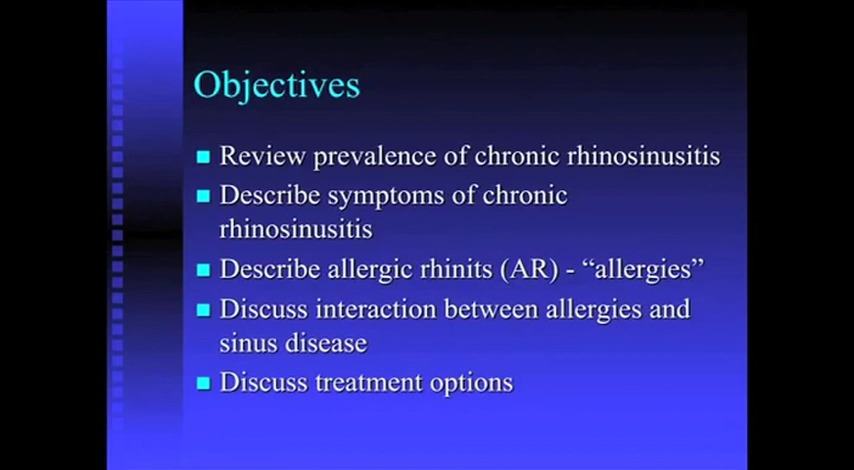 Objectives
Review prevalence of chronic rhinosinusitis
Describe symptoms of chronic
rhinosinusitis
Describe allergic rhinits (AR) - “allergies”
Discuss interaction between allergies and
sinus disease
Discuss treatment options